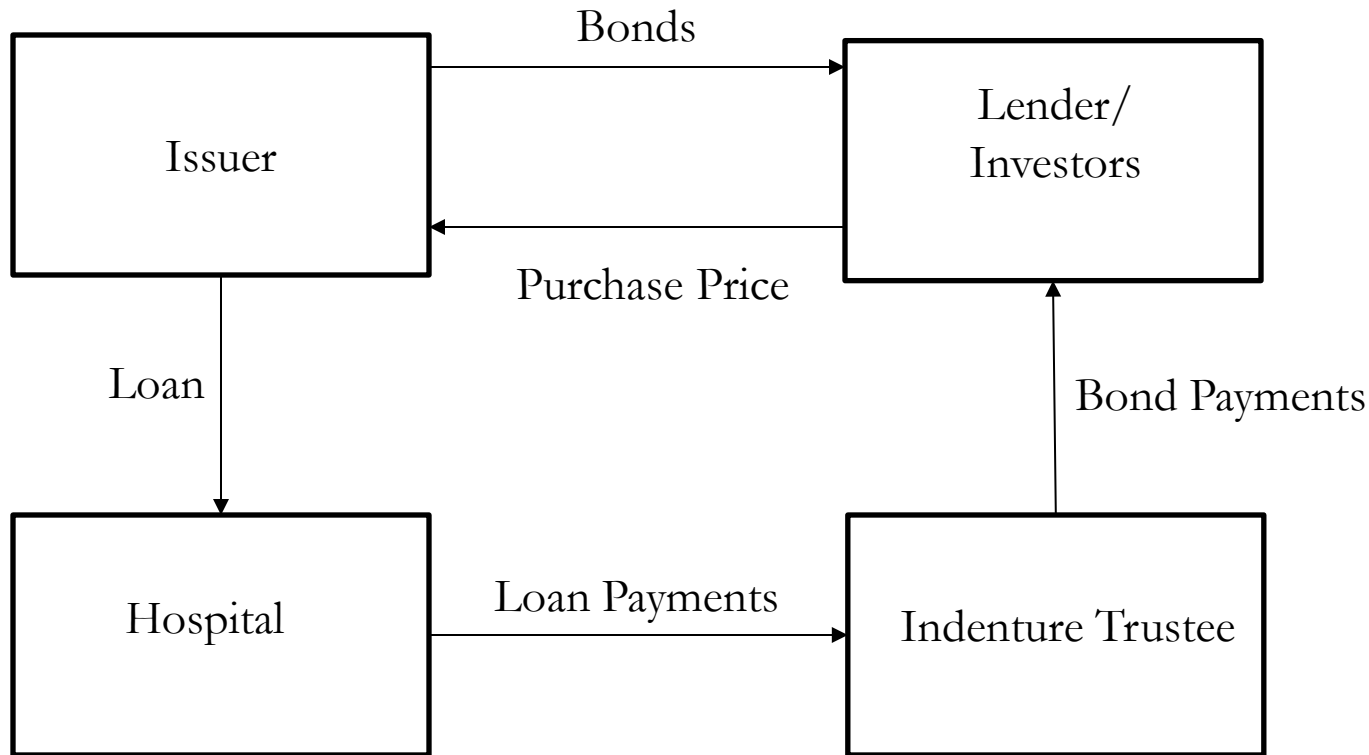 Bonds
Issuer
Lender/
Investors
Purchase Price
Loan
Bond Payments
Hospital
Loan Payments
Indenture Trustee